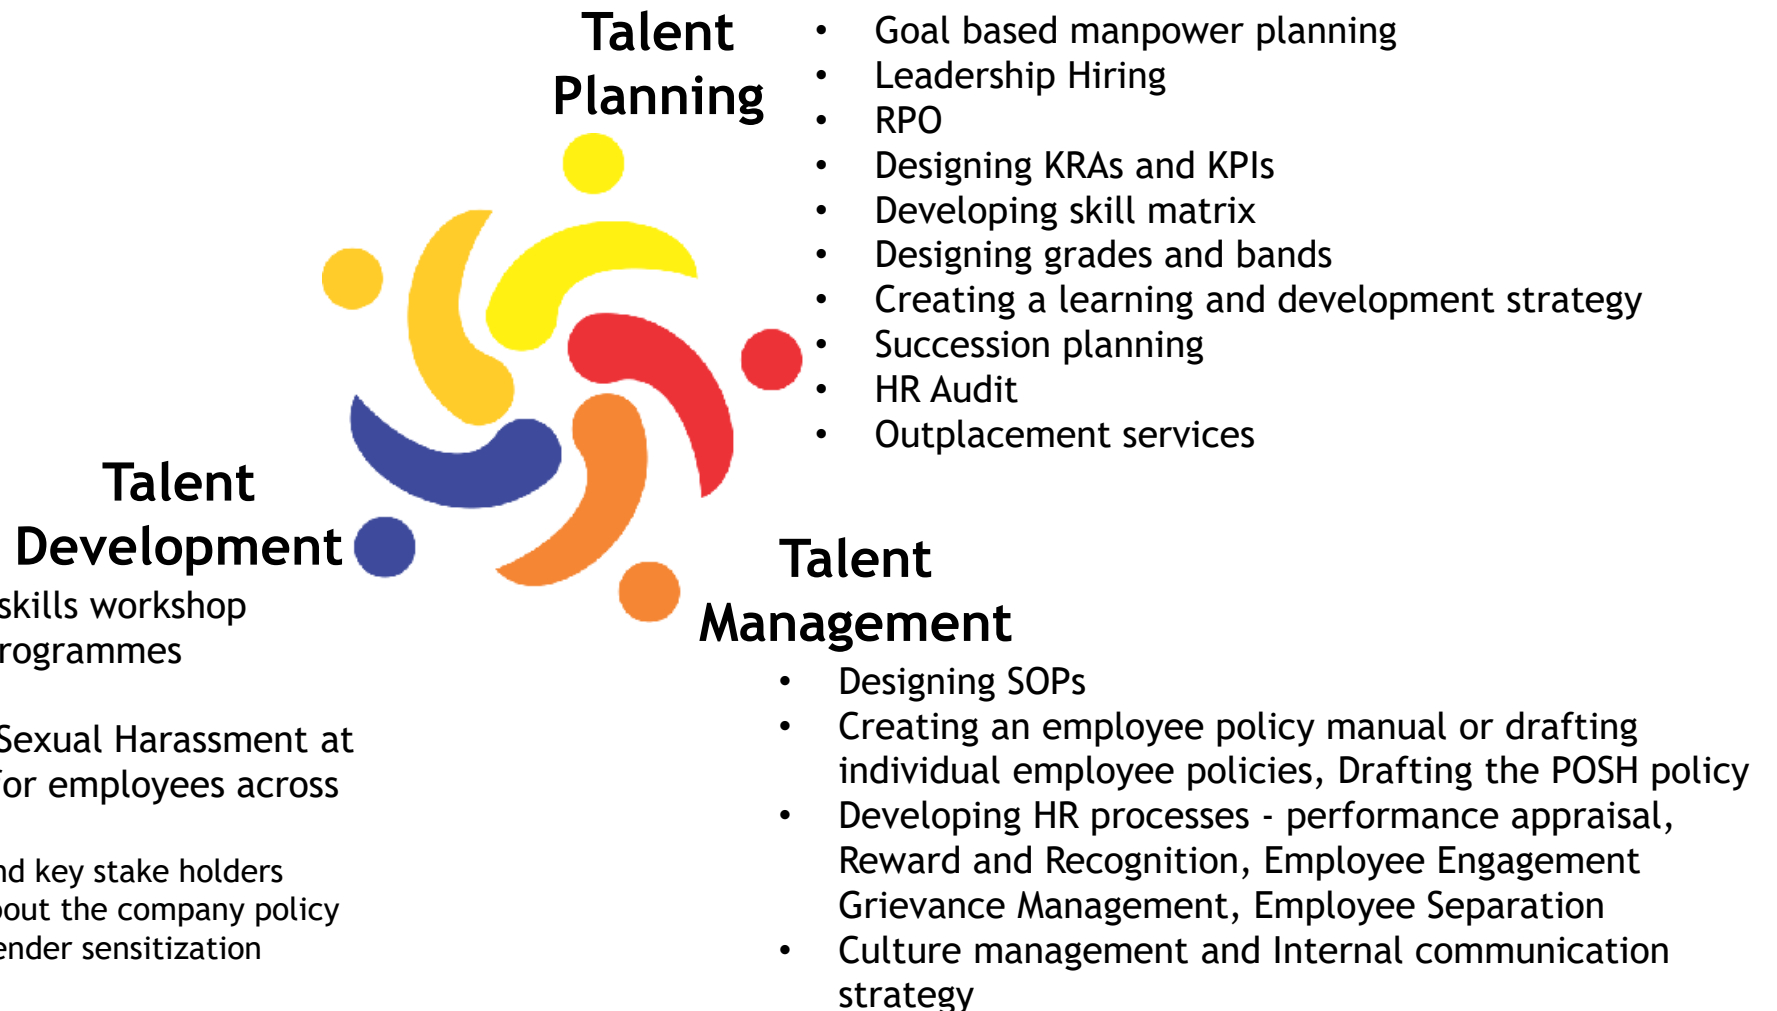 Talent
Planning
• Goal based manpower planning
• Leadership Hiring
• RPO
• Designing KRAs and KPIs
• Developing skill matrix
• Designing grades and bands
• Creating a learning and development strategy
• Succession planning
• HR Audit
• Outplacement services
Talent
Development
skills workshop
rogrammes
Sexual Harassment at
for employees across
nd key stake holders
bout the company policy
ender sensitization
Talent
Management
• Designing SOPs
• Creating an employee policy manual or drafting
individual employee policies, Drafting the POSH policy
• Developing HR processes - performance appraisal,
Reward and Recognition, Employee Engagement
Grievance Management, Employee Separation
• Culture management and Internal communication
strategy